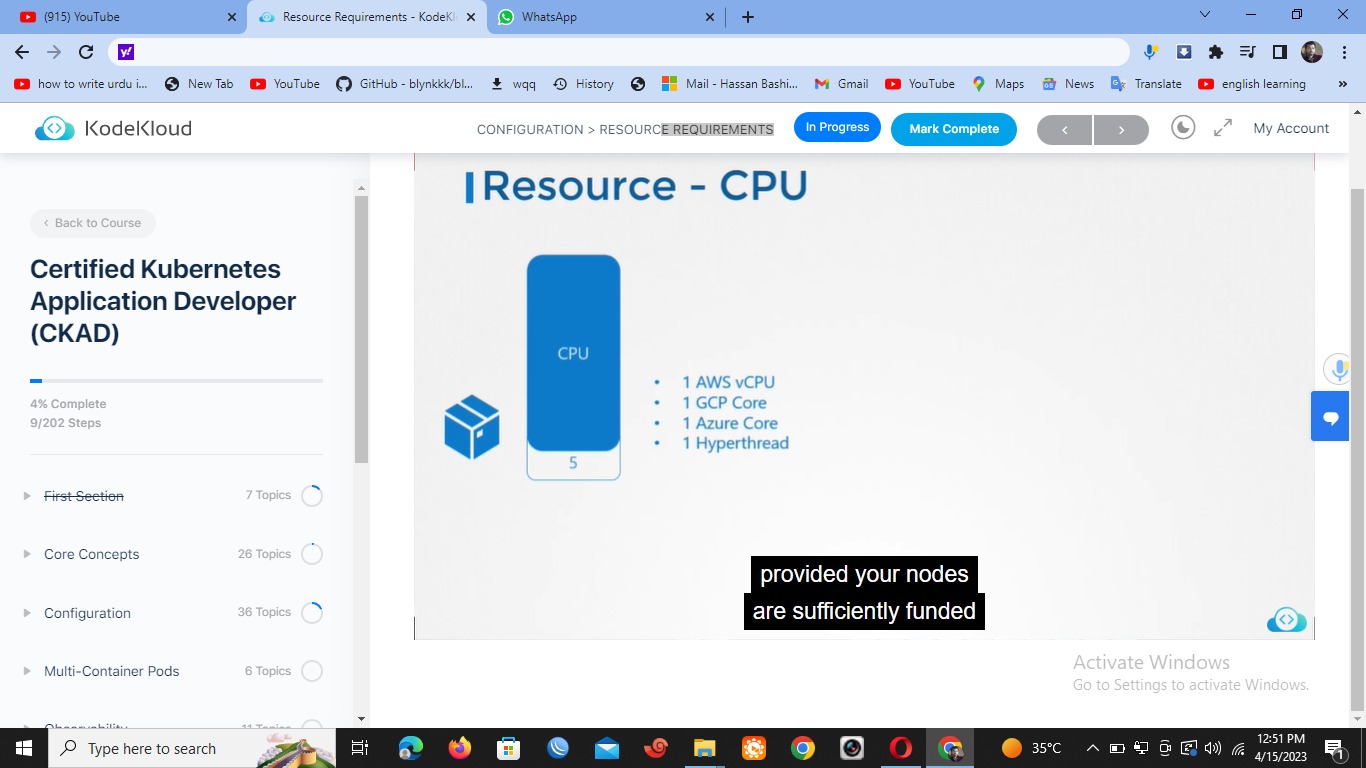 (915) YouTube
Resource Requirements - KodeKl
WhatsApp
how to write urdu i...
New Tab
YouTube
GitHub - blynkkk/bl...
wqq
History
Mail - Hassan Bashi...
Gmail
YouTube
Maps
News
Translate
english learning
»
KodeKloud
CONFIGURATION > RESOURCE REQUIREMENTS
In Progress
Mark Complete
My Account
Back to Course
Certified Kubernetes
Application Developer
(CKAD)
4% Complete
9/202 Steps
First Section
7 Topics
Core Concepts
26 Topics
Configuration
36 Topics
Multi-Container Pods
6 Topics
Observability
11 Topics
Resource - CPU
CPU
5
• 1 AWS vCPU
• 1 GCP Core
• 1 Azure Core
• 1 Hyperthread
provided your nodes
are sufficiently funded
Activate Windows
Go to Settings to activate Windows.
Type here to search
35°C
12:51 PM
4/15/2023
1